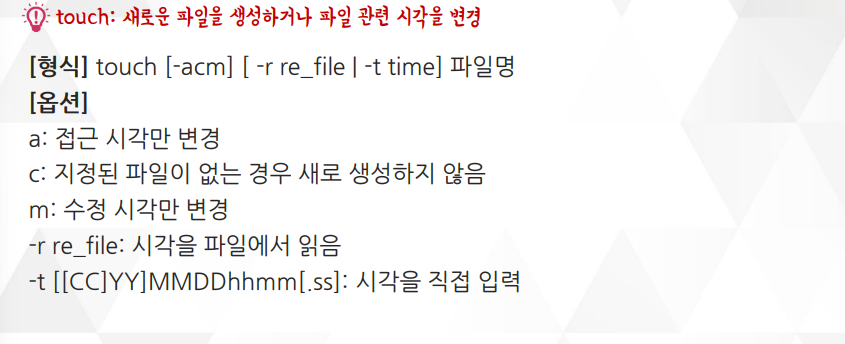 touch: 새로운 파일을 생성하거나 파일 관련 시각을 변경
[형식] touch [-acm] [ -r re_file | -t time] 파일명
[옵션]
a: 접근 시각만 변경
c: 지정된 파일이 없는 경우 새로 생성하지 않음
m: 수정 시각만 변경
-r re_file: 시각을 파일에서 읽음
-t [[CC]YY]MMDDhhmm[.ss]: 시각을 직접 입력